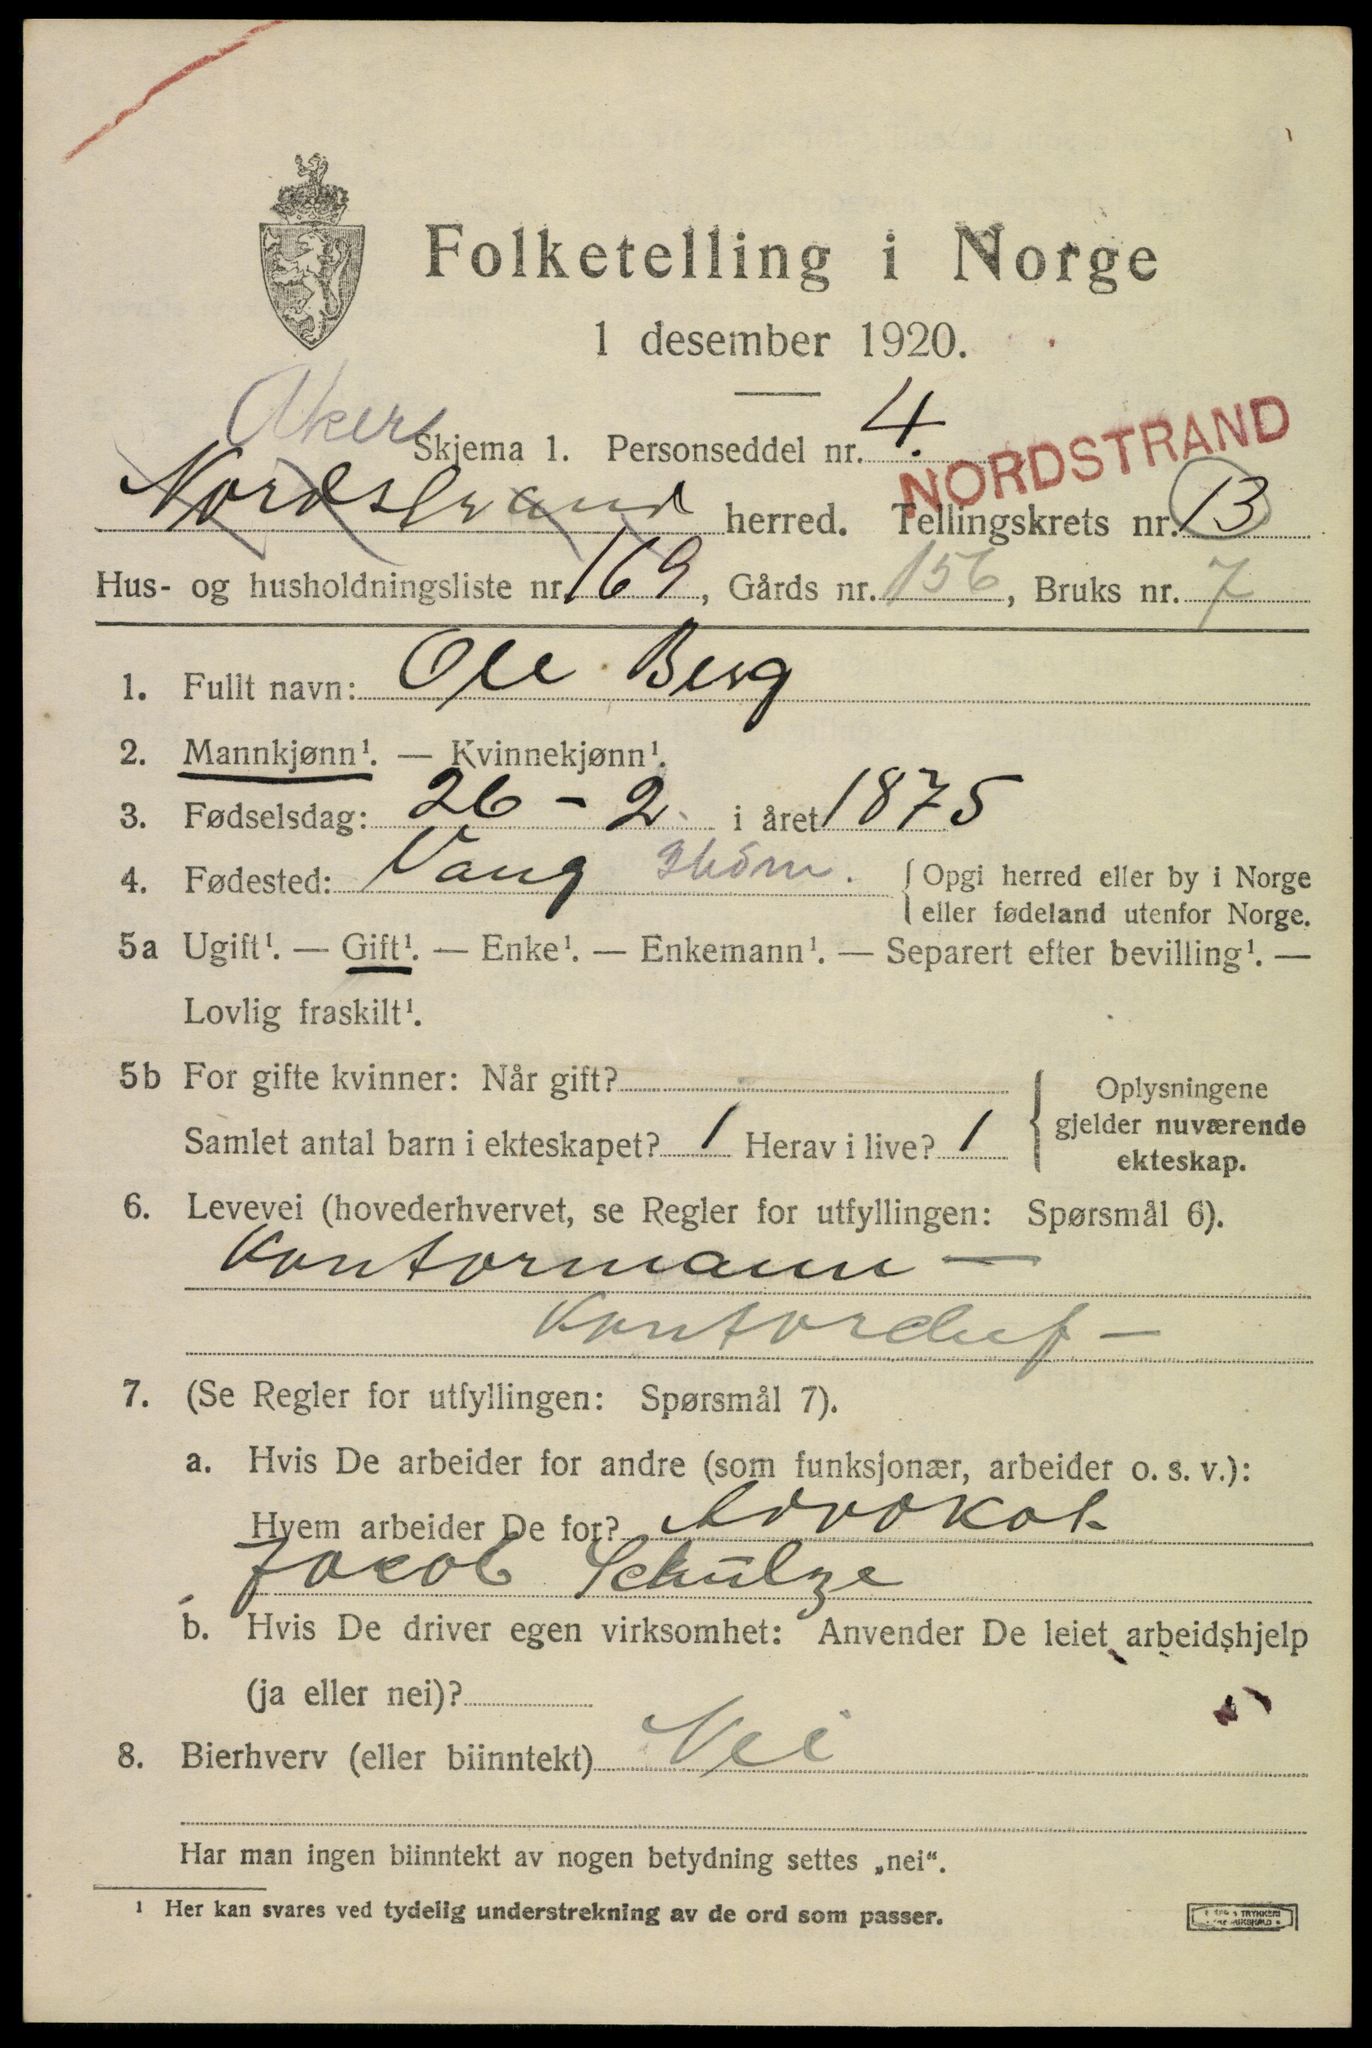 Folketelling i Norge
1 desember 1920.
Akers
Skjema 1. Personseddel nr. 4.
NORDSTRAND
Nordstrand herred. Tellingskrets nr. 13
Hus- og husholdningsliste nr. 169, Gårds nr. 156, Bruks nr. 7
1. Fullt navn: Ole Berg
2. Mannkjønn¹. — Kvinnekjønn¹.
3. Fødselsdag: 26 - 2 i året 1875
4. Fødested: Vang { Opgi herred eller by i Norge
eller fødeland utenfor Norge.
5a Ugift¹. — Gift¹. — Enke¹. — Enkemann¹. — Separert efter bevilling¹. —
Lovlig fraskilt¹.
5b For gifte kvinner: Når gift?
Samlet antal barn i ekteskapet? 1 Herav i live? 1
{ Oplysningene
gjelder nuværende
ekteskap.
6. Levevei (hovederhvervet, se Regler for utfyllingen: Spørsmål 6).
Kontormann —
Kontorchef —
7. (Se Regler for utfyllingen: Spørsmål 7).
a. Hvis De arbeider for andre (som funksjonær, arbeider o. s. v.):
Hvem arbeider De for? Advokat
Jacob Schulze
b. Hvis De driver egen virksomhet: Anvender De leiet arbeidshjelp
(ja eller nei)?
8. Bierhverv (eller biinntekt) Nei
Har man ingen biinntekt av nogen betydning settes „nei“.
¹ Her kan svares ved tydelig understrekning av de ord som passer.